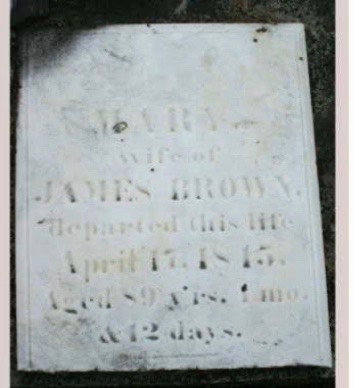 MARY
wife of
JAMES BROWN.
departed this life
April 17. 1845.
Aged 89 Yrs. 1 mo.
& 12 days.